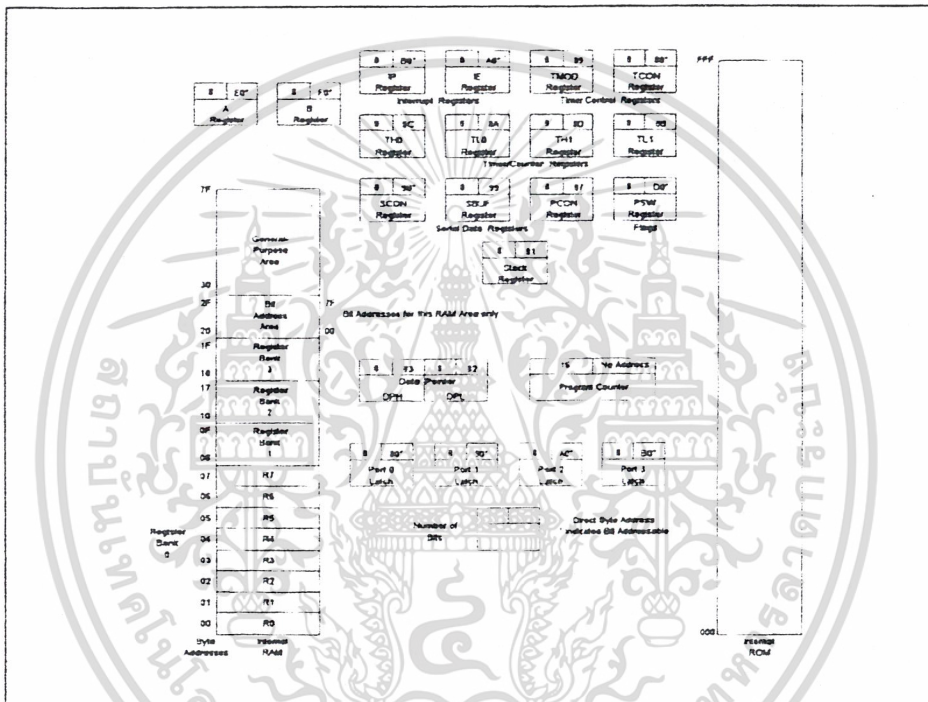 8 E0* 8 F0*
A Register B Register
8 B8* 8 A8* 8 89 8 88*
IP Register IE Register TMOD Register TCON Register
Interrupt Registers Timer Control Registers
8 8C 8 8A 8 8D 8 8B
TH0 Register TL0 Register TH1 Register TL1 Register
Timer/Counter Registers
8 98* 8 99 8 87 8 D0*
SCON Register SBUF Register PCON Register PSW Register
Serial Data Registers Flags
8 81
Stack
Register
FFF
000
Internal
ROM
7F
General-
Purpose
Area
30
2F
Bit
Address
Area
20
7F
00
Bit Addresses for this RAM Area only
1F
Register
Bank
3
18
17
Register
Bank
2
10
0F
Register
Bank
1
08
07 R7
06 R6
05 R5
04 R4
03 R3
02 R2
01 R1
00 R0
Register
Bank
0
Byte
Addresses
Internal
RAM
8 83 8 82
Data Pointer
DPH DPL
16 No Address
Program Counter
8 80* 8 90* 8 A0* 8 B0*
Port 0 Latch Port 1 Latch Port 2 Latch Port 3 Latch
Number of
Bits
Direct Byte Address
indicates Bit Addressable